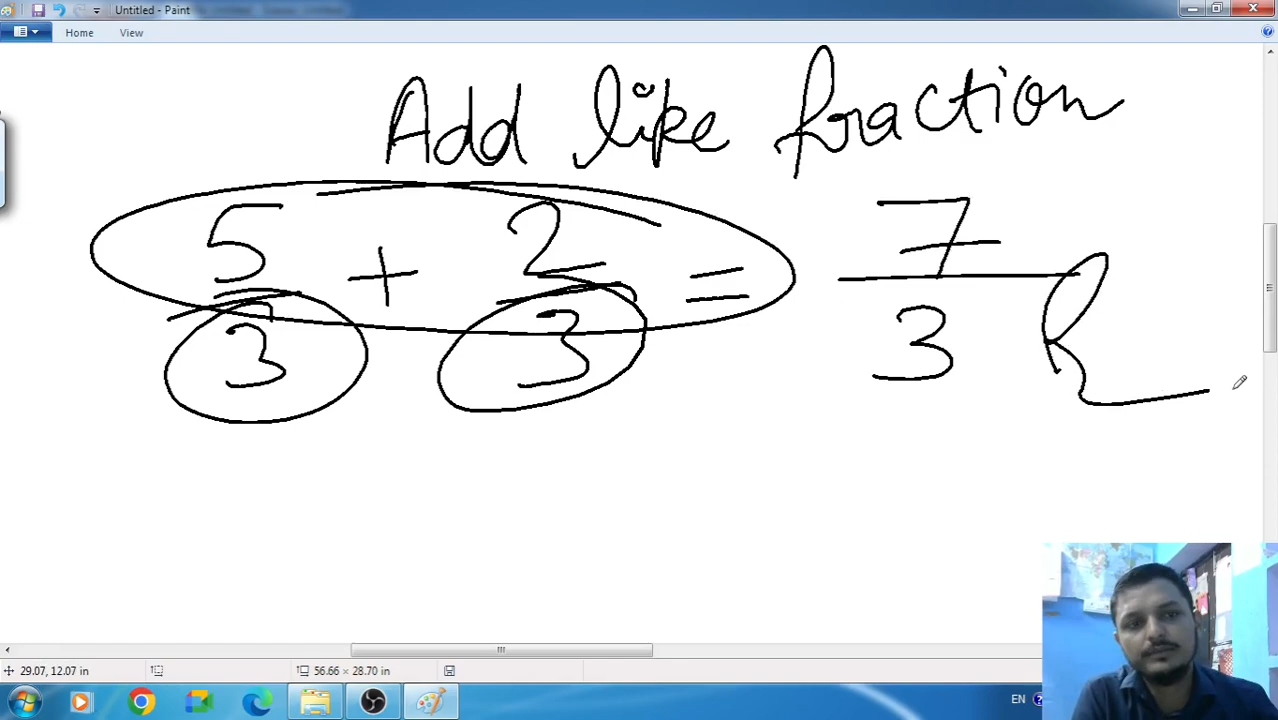 Untitled - Paint
Home View
Add like fraction
5/3 + 2/3 = 7/3
29.07, 12.07 in 56.66 × 28.70 in
EN